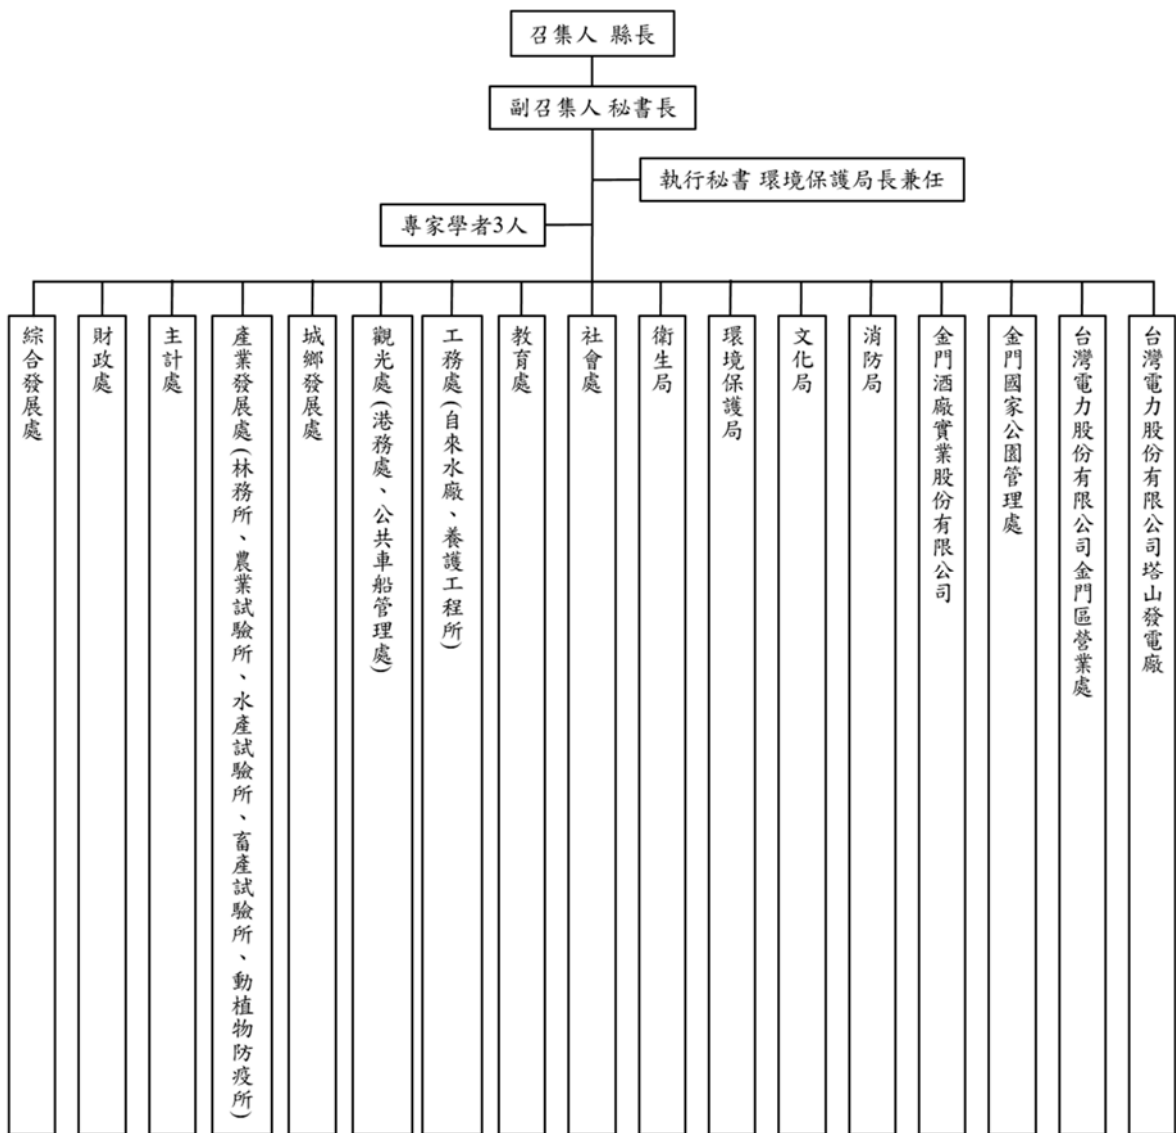 召集人 縣長
副召集人 秘書長
執行秘書 環境保護局長兼任
專家學者3人
綜合發展處
財政處
主計處
產業發展處(林務所、農業試驗所、水產試驗所、畜產試驗所、動植物防疫所)
城鄉發展處
觀光處(港務處、公共車船管理處)
工務處(自來水廠、養護工程所)
教育處
社會處
衛生局
環境保護局
文化局
消防局
金門酒廠實業股份有限公司
金門國家公園管理處
台灣電力股份有限公司金門區營業處
台灣電力股份有限公司塔山發電廠